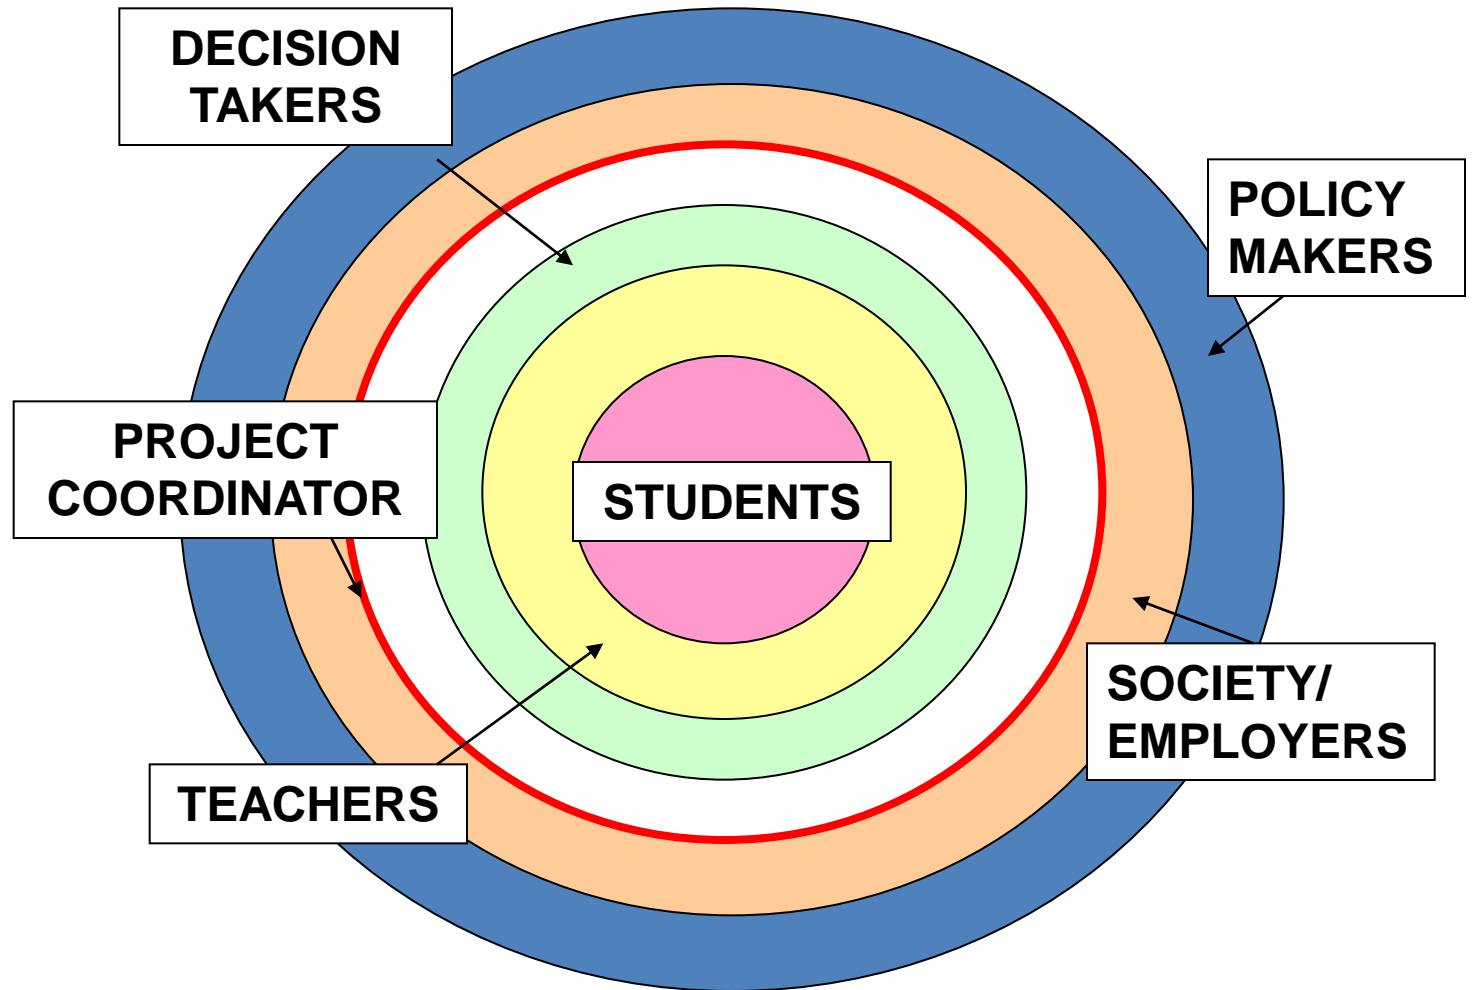 DECISION
TAKERS
POLICY
MAKERS
PROJECT
COORDINATOR
STUDENTS
SOCIETY/
EMPLOYERS
TEACHERS